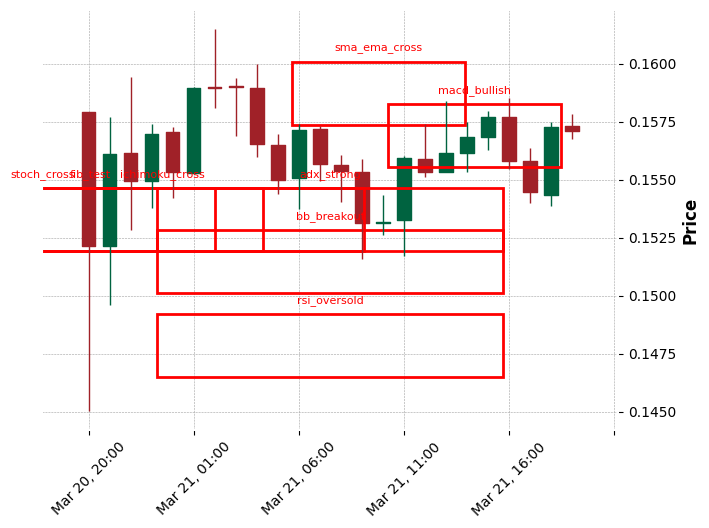 sma_ema_cross
0.1600
macd_bullish
0.1575
stoch_cross
ichimoku_cross
adx_strong
0.1550
bb_breakout
0.1525
Price
rsi_oversold
0.1500
0.1475
0.1450
Mar 20, 20:00
Mar 21, 01:00
Mar 21, 06:00
Mar 21, 11:00
Mar 21, 16:00